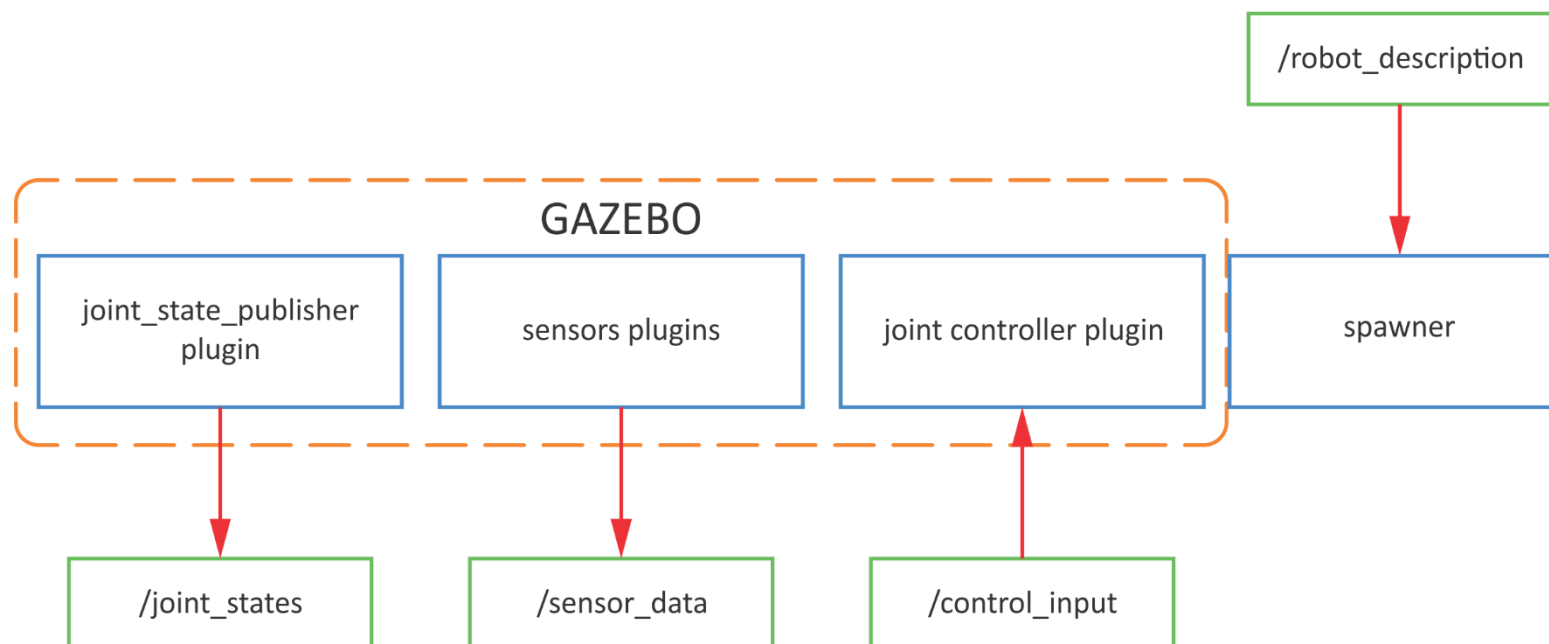 /robot_description
GAZEBO
joint_state_publisher
plugin
sensors plugins
joint controller plugin
spawner
/joint_states
/sensor_data
/control_input